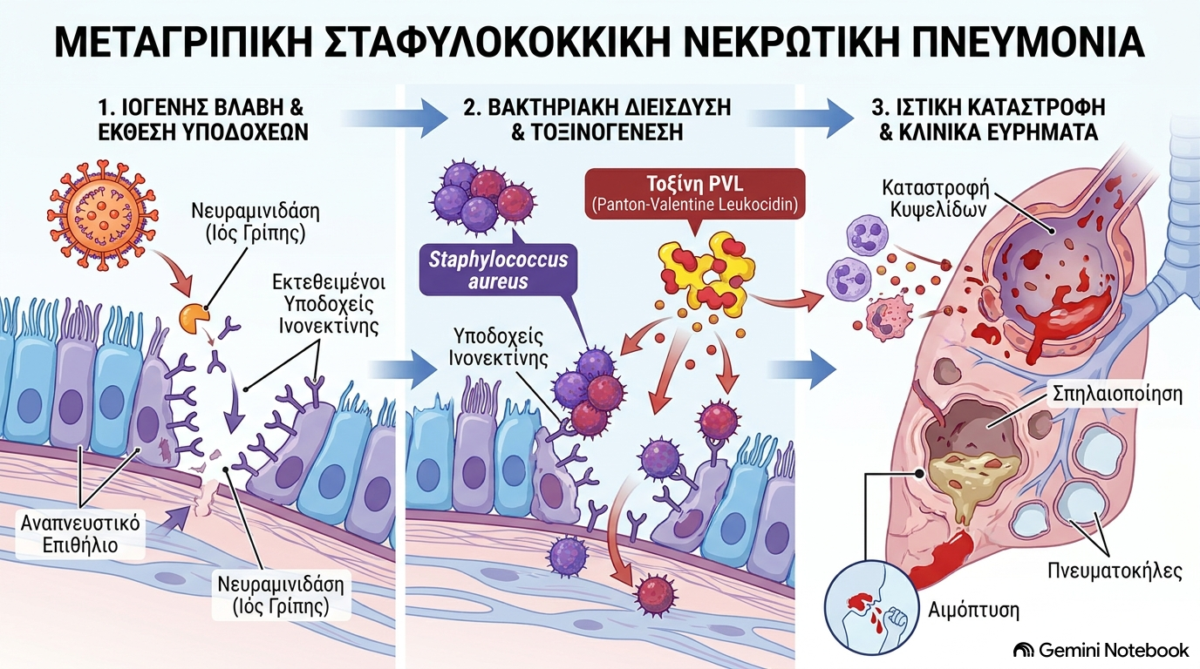 ΜΕΤΑΓΡΙΠΙΚΗ ΣΤΑΦΥΛΟΚΟΚΚΙΚΗ ΝΕΚΡΩΤΙΚΗ ΠΝΕΥΜΟΝΙΑ
1. ΙΟΓΕΝΗΣ ΒΛΑΒΗ &
ΕΚΘΕΣΗ ΥΠΟΔΟΧΕΩΝ
Νευραμινιδάση
(Ιός Γρίπης)
Εκτεθειμένοι
Υποδοχείς
Ινονεκτίνης
Αναπνευστικό
Επιθήλιο
Νευραμινιδάση
(Ιός Γρίπης)
2. ΒΑΚΤΗΡΙΑΚΗ ΔΙΕΙΣΔΥΣΗ
& ΤΟΞΙΝΟΓΕΝΕΣΗ
Τοξίνη PVL
(Panton-Valentine Leukocidin)
Staphylococcus
aureus
Υποδοχείς
Ινονεκτίνης
3. ΙΣΤΙΚΗ ΚΑΤΑΣΤΡΟΦΗ
& ΚΛΙΝΙΚΑ ΕΥΡΗΜΑΤΑ
Καταστροφή
Κυψελίδων
Σπηλαιοποίηση
Πνευματοκήλες
Αιμόπτυση
Gemini Notebook